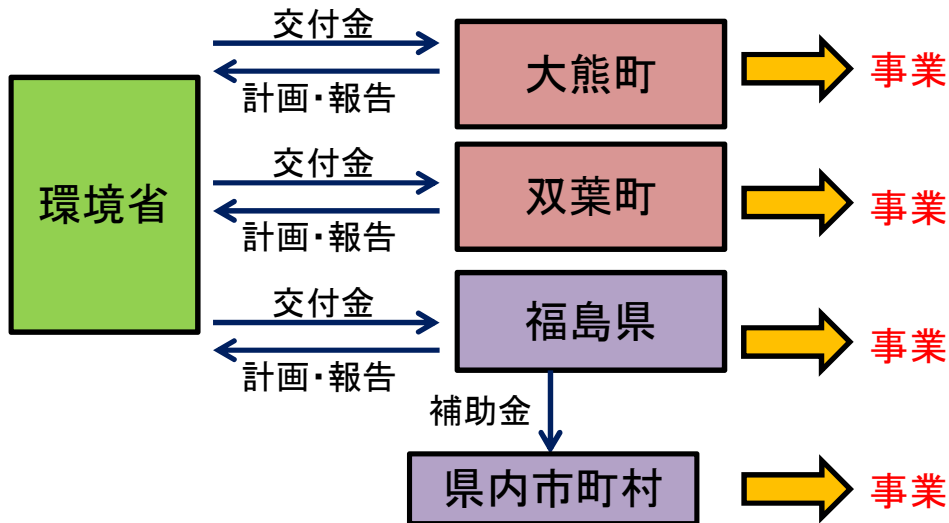 交付金
大熊町
事業
計画・報告
交付金
環境省
双葉町
事業
計画・報告
交付金
福島県
事業
計画・報告
補助金
県内市町村
事業